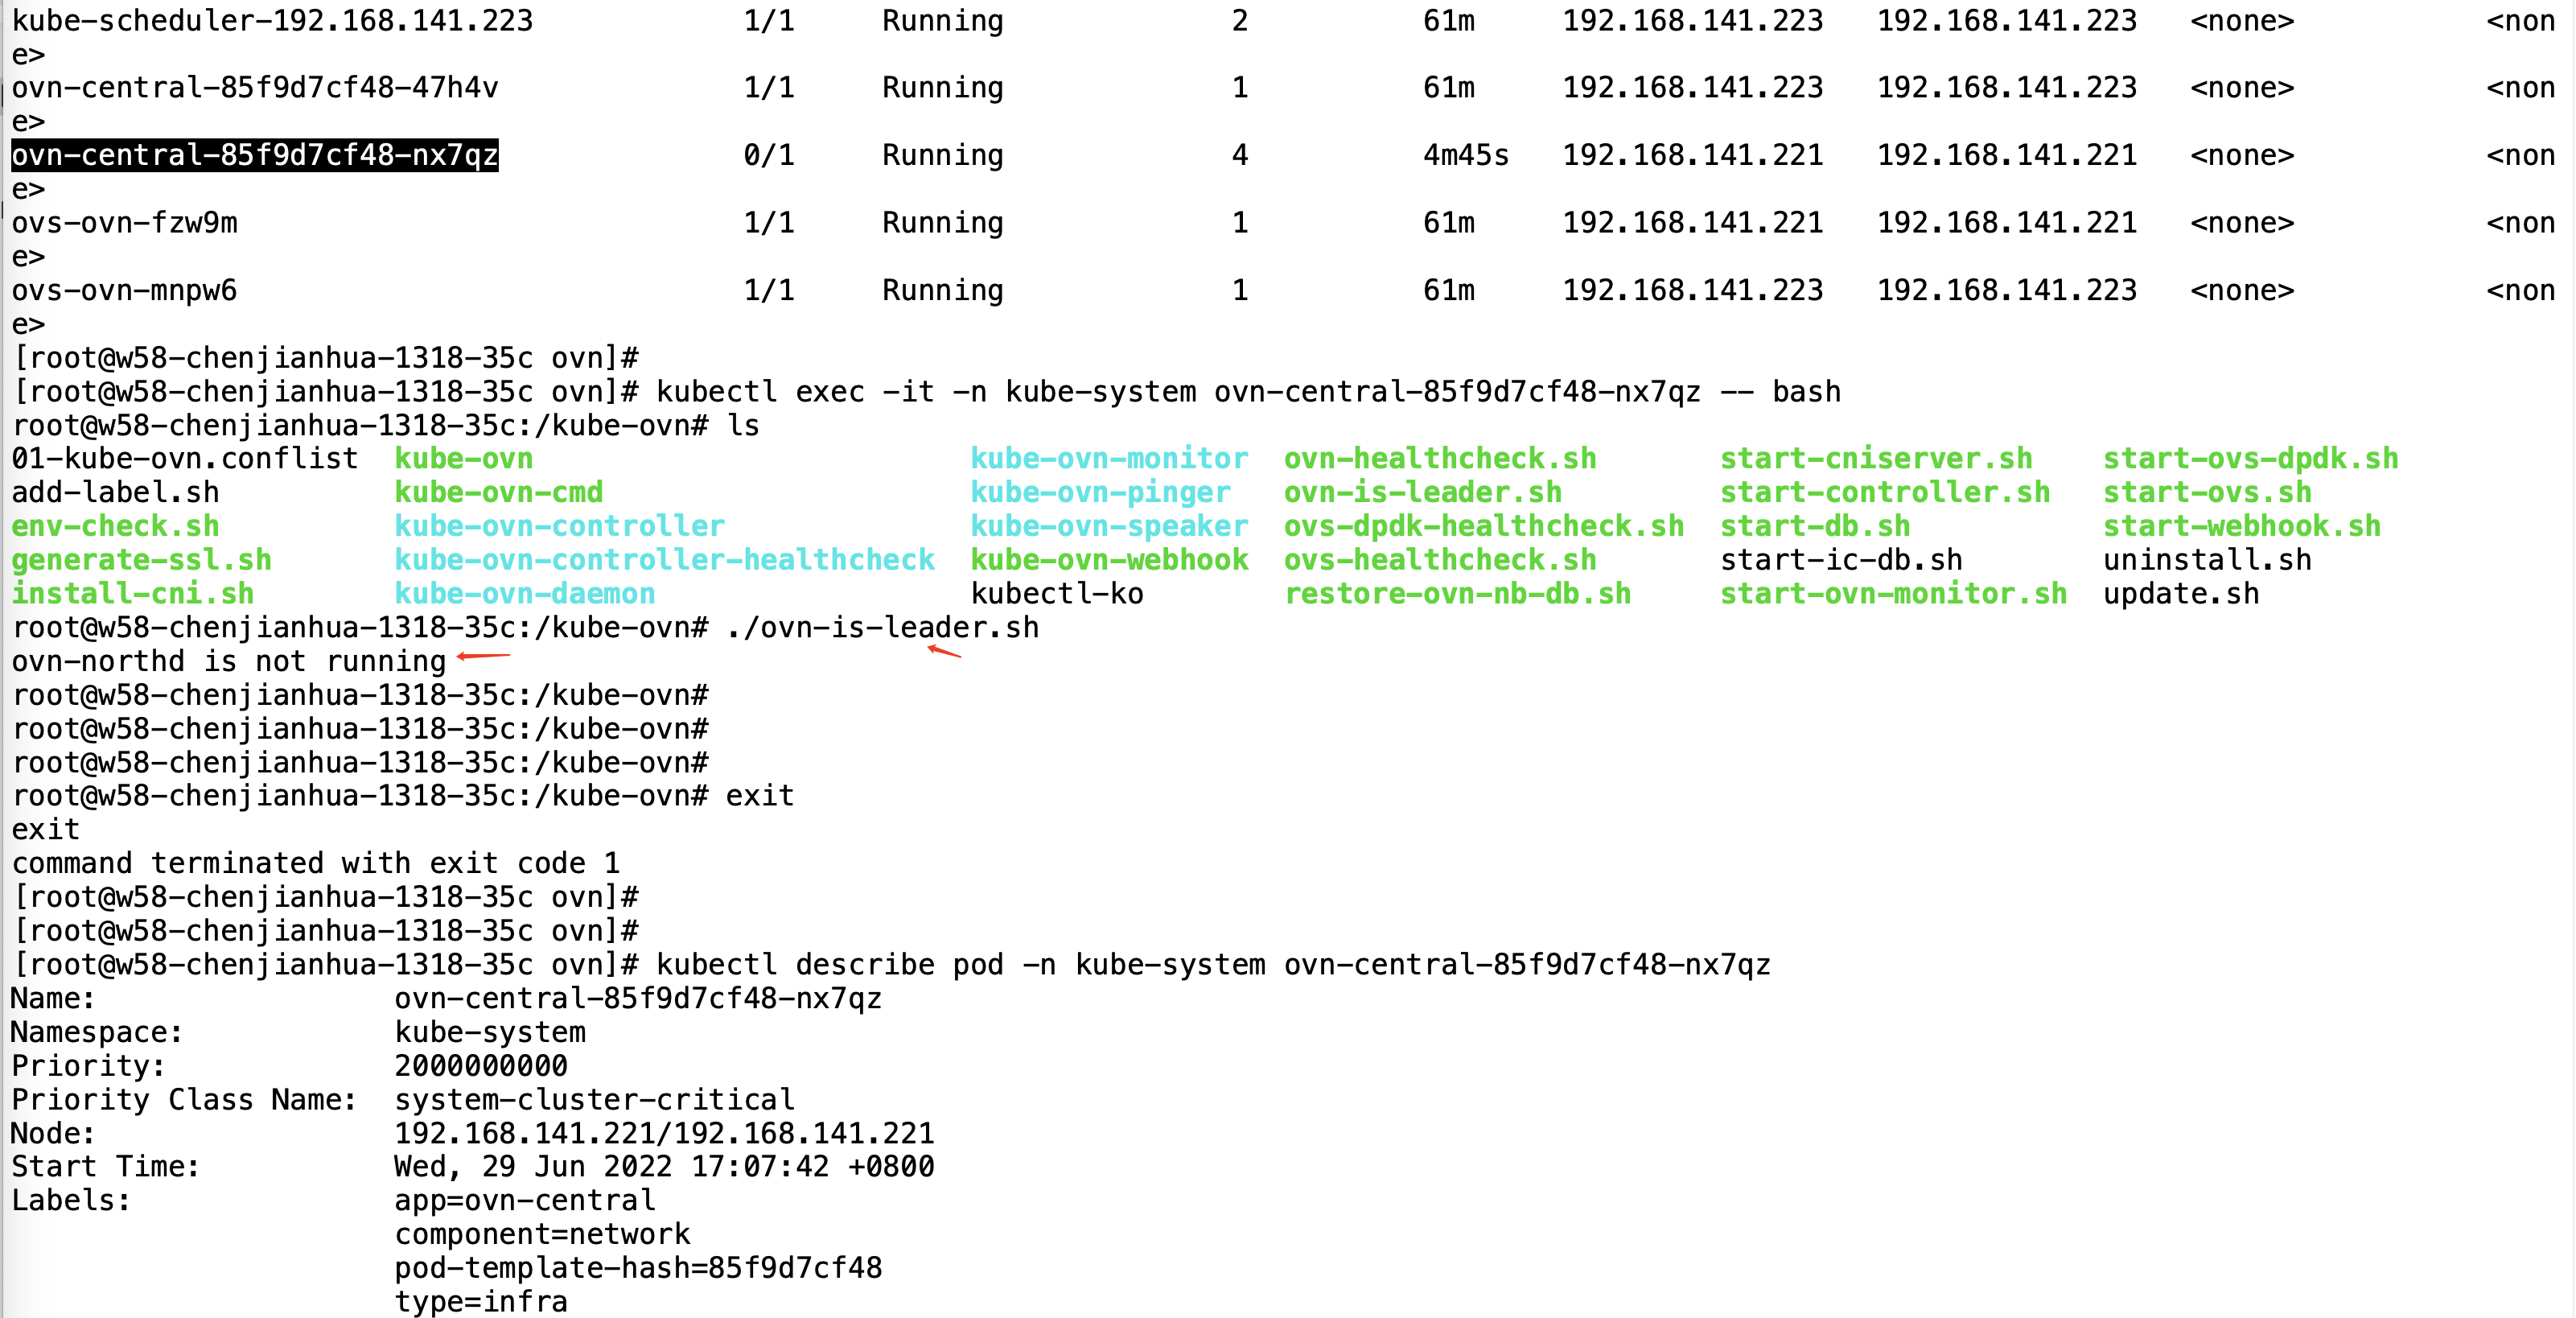 kube-scheduler-192.168.141.223 1/1 Running 2 61m 192.168.141.223 192.168.141.223 <none> <non
e>
ovn-central-85f9d7cf48-47h4v 1/1 Running 1 61m 192.168.141.223 192.168.141.223 <none> <non
e>
ovn-central-85f9d7cf48-nx7qz 0/1 Running 4 4m45s 192.168.141.221 192.168.141.221 <none> <non
e>
ovs-ovn-fzw9m 1/1 Running 1 61m 192.168.141.221 192.168.141.221 <none> <non
e>
ovs-ovn-mnpw6 1/1 Running 1 61m 192.168.141.223 192.168.141.223 <none> <non
e>
[root@w58-chenjianhua-1318-35c ovn]#
[root@w58-chenjianhua-1318-35c ovn]# kubectl exec -it -n kube-system ovn-central-85f9d7cf48-nx7qz -- bash
root@w58-chenjianhua-1318-35c:/kube-ovn# ls
01-kube-ovn.conflist kube-ovn kube-ovn-monitor ovn-healthcheck.sh start-cniserver.sh start-ovs-dpdk.sh
add-label.sh kube-ovn-cmd kube-ovn-pinger ovn-is-leader.sh start-controller.sh start-ovs.sh
env-check.sh kube-ovn-controller kube-ovn-speaker ovs-dpdk-healthcheck.sh start-db.sh start-webhook.sh
generate-ssl.sh kube-ovn-controller-healthcheck kube-ovn-webhook ovs-healthcheck.sh start-ic-db.sh uninstall.sh
install-cni.sh kube-ovn-daemon kubectl-ko restore-ovn-nb-db.sh start-ovn-monitor.sh update.sh
root@w58-chenjianhua-1318-35c:/kube-ovn# ./ovn-is-leader.sh
ovn-northd is not running
root@w58-chenjianhua-1318-35c:/kube-ovn#
root@w58-chenjianhua-1318-35c:/kube-ovn#
root@w58-chenjianhua-1318-35c:/kube-ovn#
root@w58-chenjianhua-1318-35c:/kube-ovn# exit
exit
command terminated with exit code 1
[root@w58-chenjianhua-1318-35c ovn]#
[root@w58-chenjianhua-1318-35c ovn]#
[root@w58-chenjianhua-1318-35c ovn]# kubectl describe pod -n kube-system ovn-central-85f9d7cf48-nx7qz
Name: ovn-central-85f9d7cf48-nx7qz
Namespace: kube-system
Priority: 2000000000
Priority Class Name: system-cluster-critical
Node: 192.168.141.221/192.168.141.221
Start Time: Wed, 29 Jun 2022 17:07:42 +0800
Labels: app=ovn-central
component=network
pod-template-hash=85f9d7cf48
type=infra